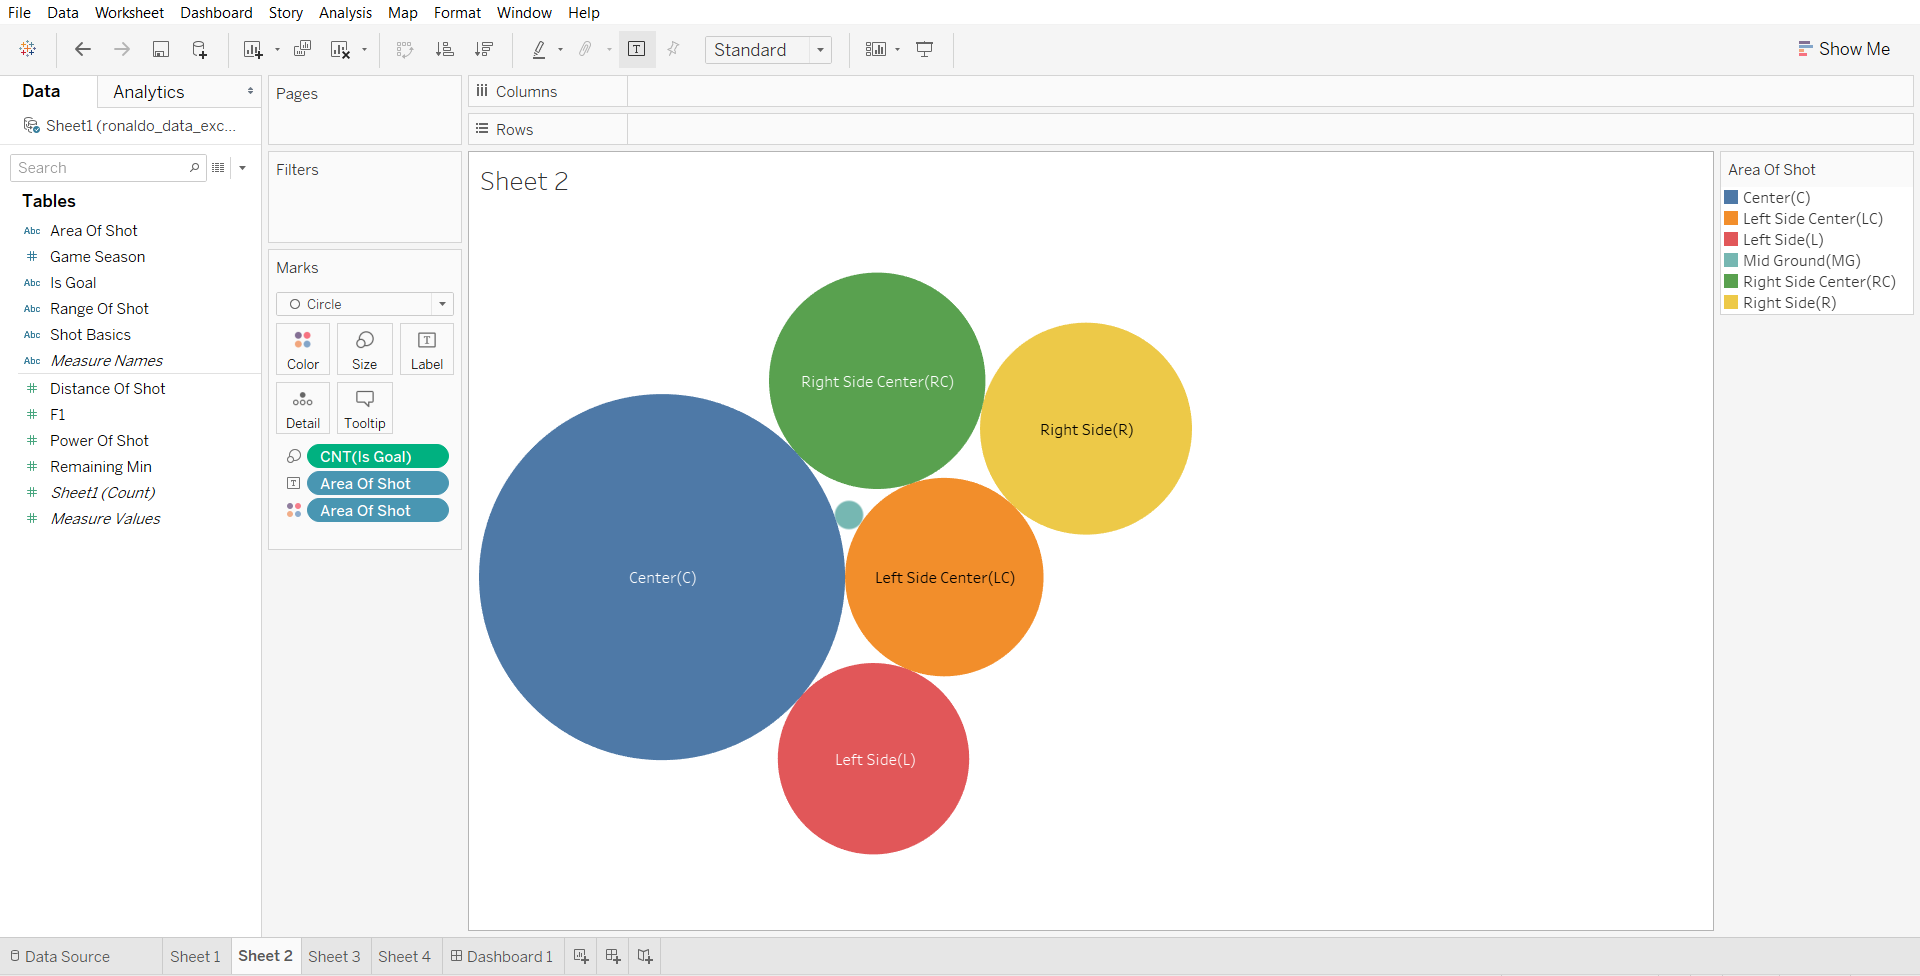 File Data Worksheet Dashboard Story Analysis Map Format Window Help
Standard
Show Me
Data Analytics
Sheet1 (ronaldo_data_exc...
Search
Tables
Abc Area Of Shot
# Game Season
Abc Is Goal
Abc Range Of Shot
Abc Shot Basics
Abc Measure Names
# Distance Of Shot
# F1
# Power Of Shot
# Remaining Min
# Sheet1 (Count)
# Measure Values
Pages
Filters
Marks
Circle
Color Size T Label
Detail Tooltip
CNT(Is Goal)
T Area Of Shot
Area Of Shot
Columns
Rows
Sheet 2
Right Side Center(RC)
Right Side(R)
Center(C)
Left Side Center(LC)
Left Side(L)
Area Of Shot
Center(C)
Left Side Center(LC)
Left Side(L)
Mid Ground(MG)
Right Side Center(RC)
Right Side(R)
Data Source Sheet 1 Sheet 2 Sheet 3 Sheet 4 Dashboard 1